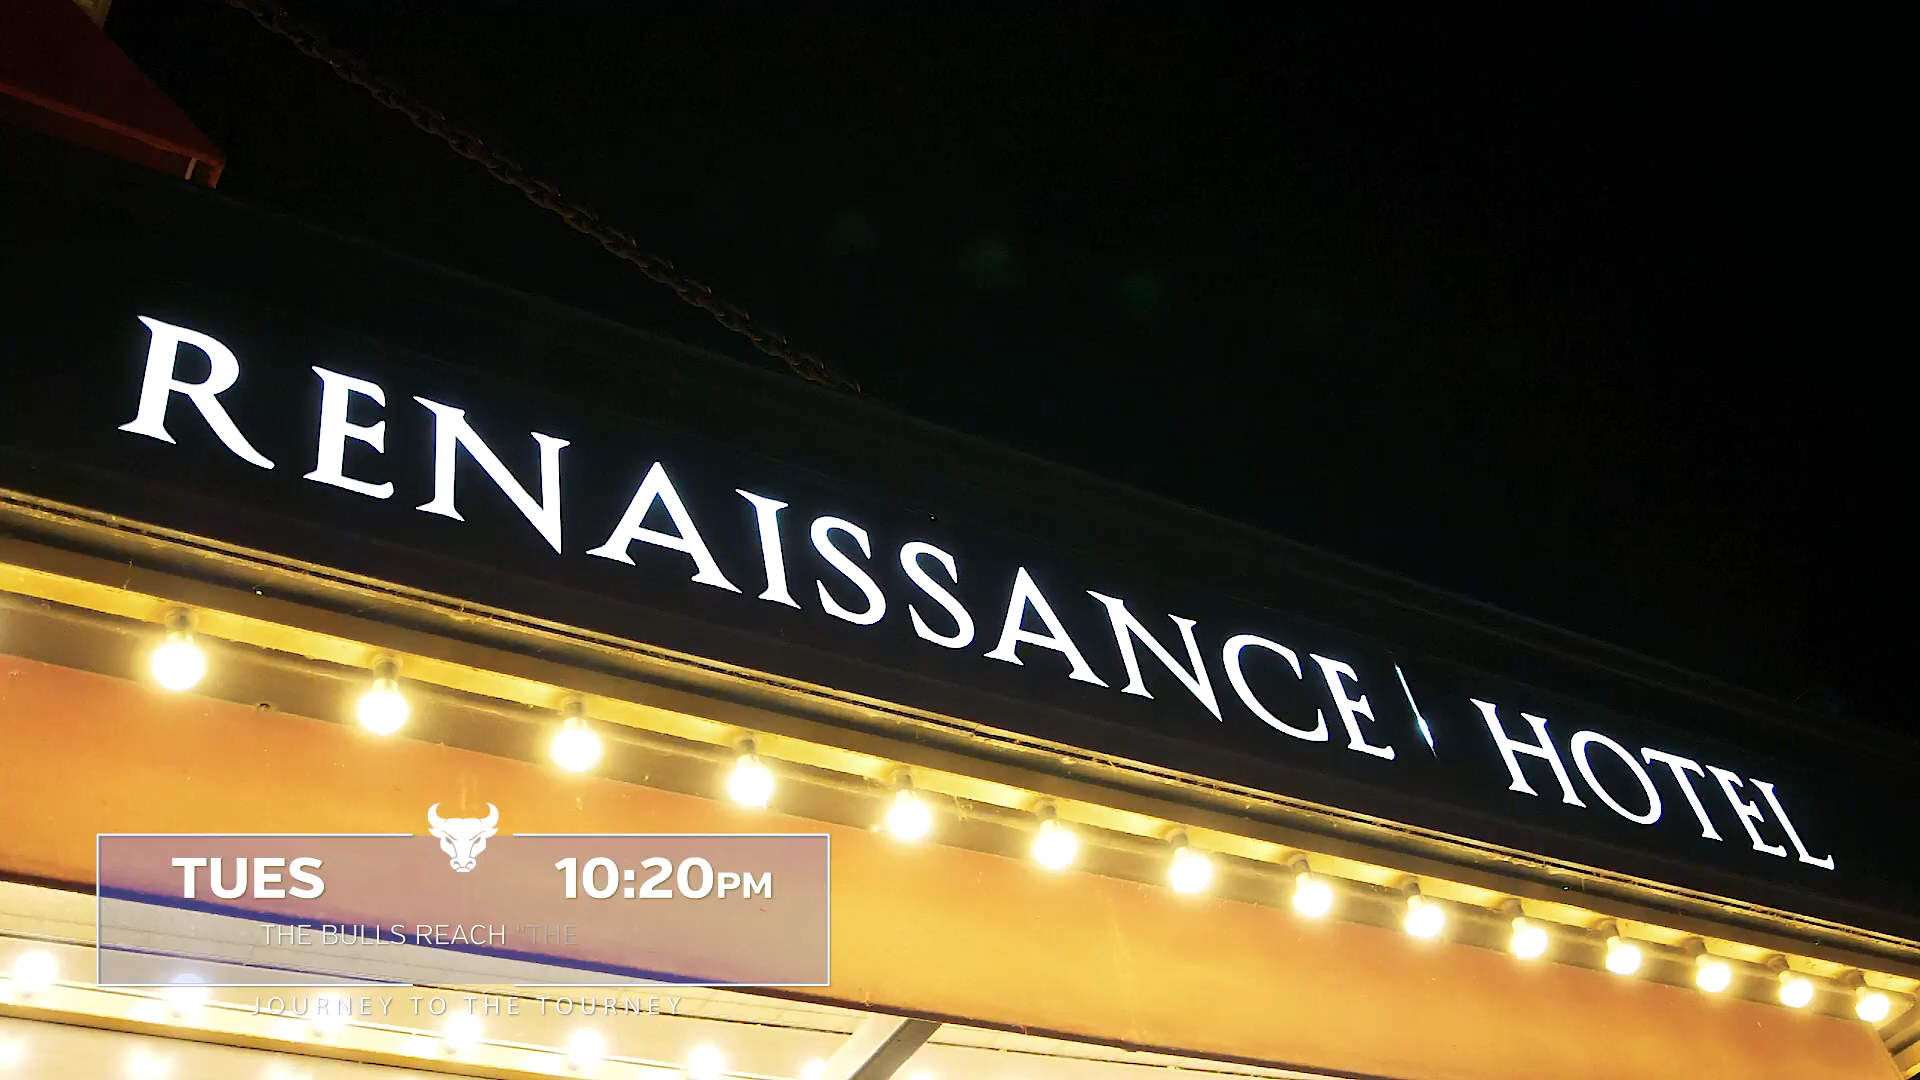 RENAISSANCE HOTEL
TUES 10:20PM
THE BULLS REACH "THE
JOURNEY TO THE TOURNEY